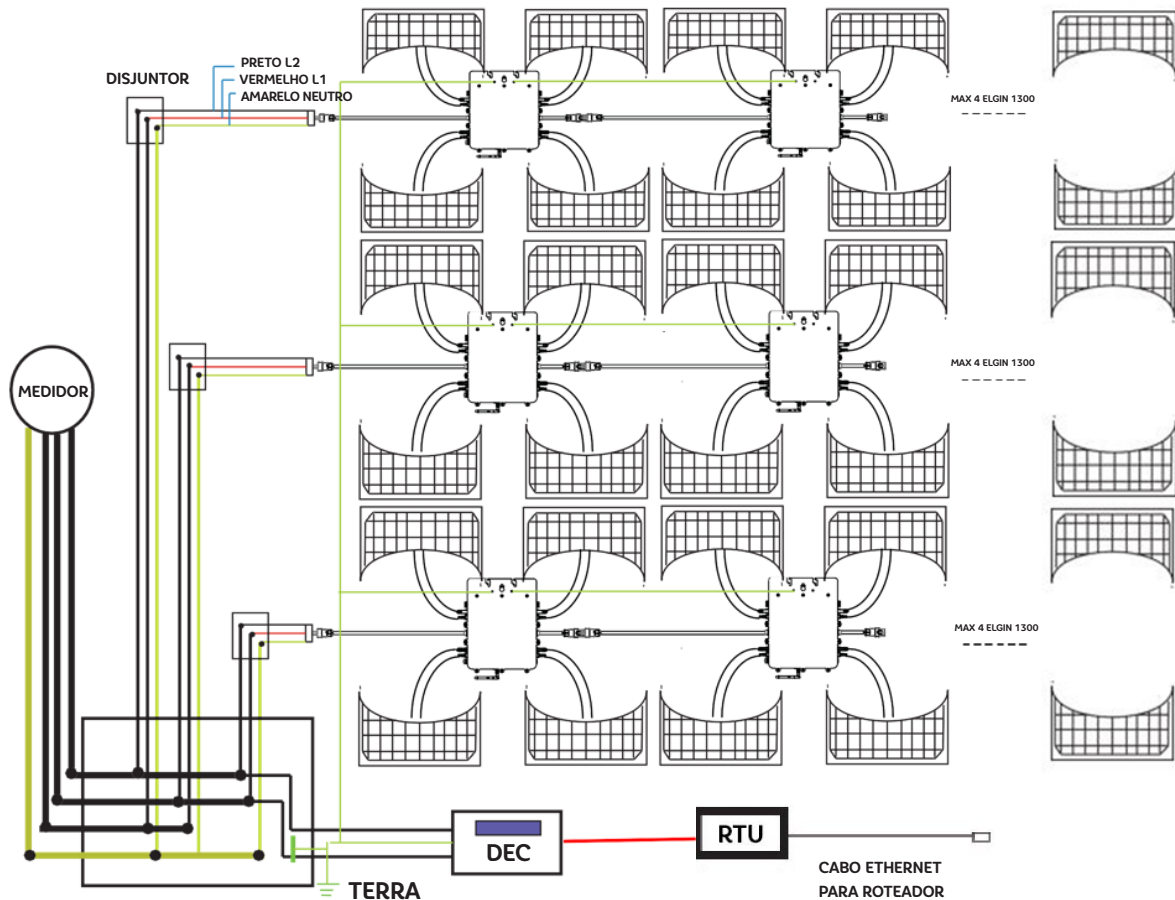 PRETO L2
DISJUNTOR
VERMELHO L1
AMARELO NEUTRO
MAX 4 ELGIN 1300
MEDIDOR
MAX 4 ELGIN 1300
MAX 4 ELGIN 1300
DEC
RTU
CABO ETHERNET
PARA ROTEADOR
TERRA